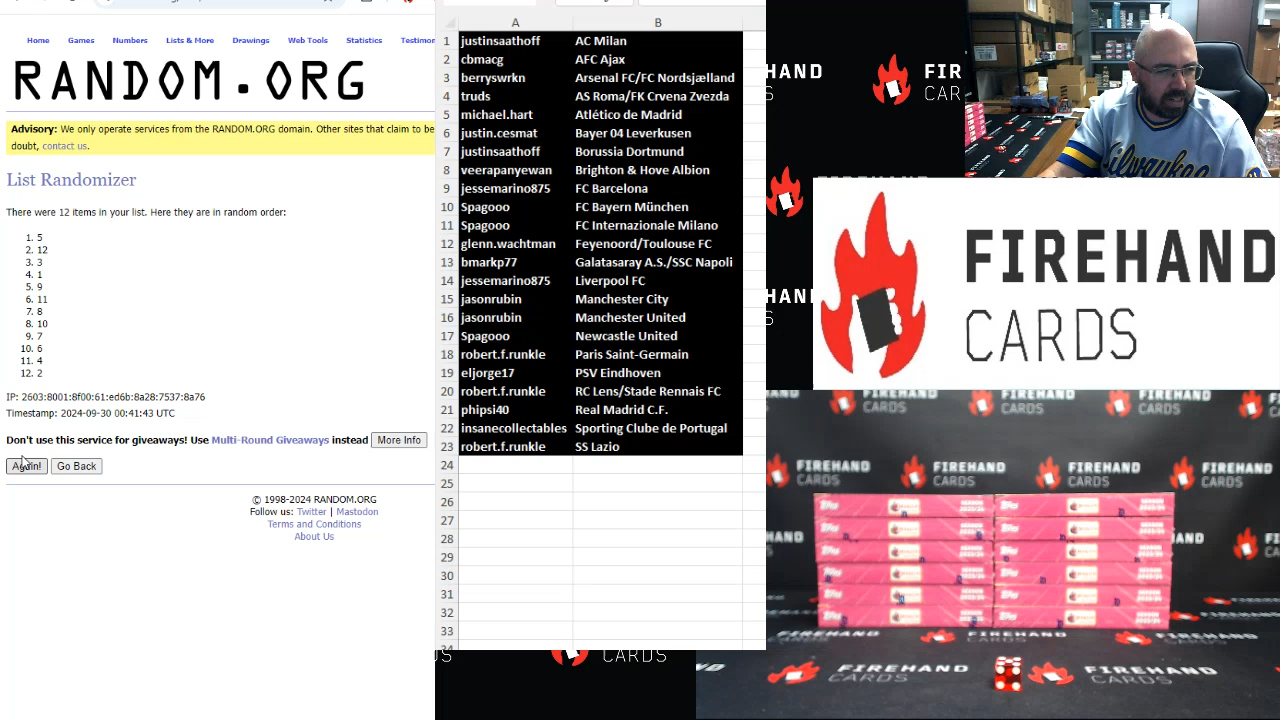 Home Games Numbers Lists & More Drawings Web Tools Statistics Testimor
RANDOM.ORG
Advisory: We only operate services from the RANDOM.ORG domain. Other sites that claim to be
doubt, contact us.
List Randomizer
There were 12 items in your list. Here they are in random order:
1. 5
2. 12
3. 3
4. 1
5. 9
6. 11
7. 8
8. 10
9. 7
10. 6
11. 4
12. 2
IP: 2603:8001:8f00:61:ed6b:8a28:7537:8a76
Timestamp: 2024-09-30 00:41:43 UTC
Don't use this service for giveaways! Use Multi-Round Giveaways instead More Info
Again! Go Back
© 1998-2024 RANDOM.ORG
Follow us: Twitter | Mastodon
Terms and Conditions
About Us
A B
1 justinsaathoff AC Milan
2 cbmacg AFC Ajax
3 berryswrkn Arsenal FC/FC Nordsjælland
4 truds AS Roma/FK Crvena Zvezda
5 michael.hart Atlético de Madrid
6 justin.cesmat Bayer 04 Leverkusen
7 justinsaathoff Borussia Dortmund
8 veerapanyewan Brighton & Hove Albion
9 jessemarino875 FC Barcelona
10 Spagooo FC Bayern München
11 Spagooo FC Internazionale Milano
12 glenn.wachtman Feyenoord/Toulouse FC
13 bmarkp77 Galatasaray A.S./SSC Napoli
14 jessemarino875 Liverpool FC
15 jasonrubin Manchester City
16 jasonrubin Manchester United
17 Spagooo Newcastle United
18 robert.f.runkle Paris Saint-Germain
19 eljorge17 PSV Eindhoven
20 robert.f.runkle RC Lens/Stade Rennais FC
21 phipsi40 Real Madrid C.F.
22 insanecollectables Sporting Clube de Portugal
23 robert.f.runkle SS Lazio
24
25
26
27
28
29
30
31
32
33
34
Milwaukee
FIREHAND
CARDS
FIREHAND
CARDS
FIREHAND
CARDS